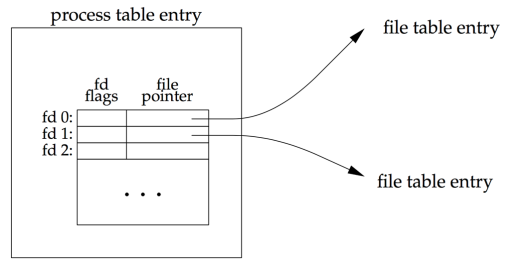 process table entry
file table entry
fd file
flags pointer
fd 0:
fd 1:
fd 2:
file table entry
. . .